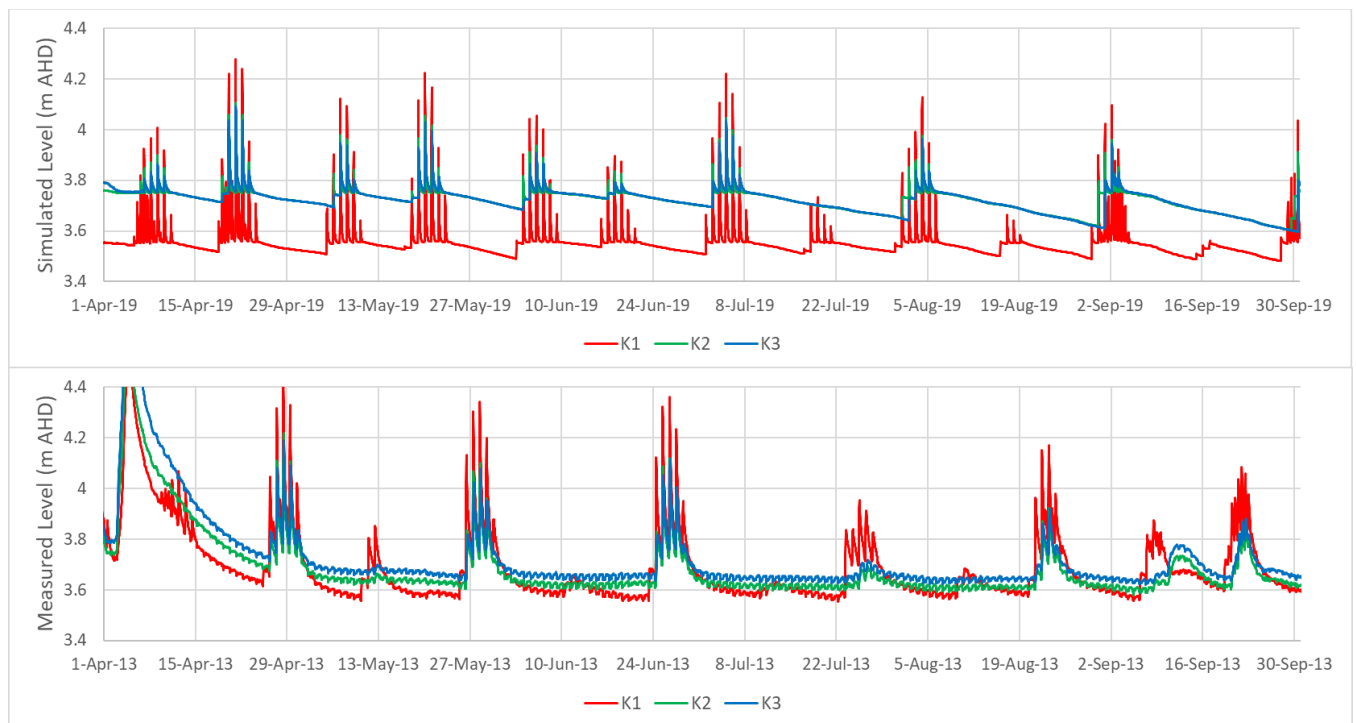 Simulated Level (m AHD)
4.4
4.2
4
3.8
3.6
3.4
1-Apr-19 15-Apr-19 29-Apr-19 13-May-19 27-May-19 10-Jun-19 24-Jun-19 8-Jul-19 22-Jul-19 5-Aug-19 19-Aug-19 2-Sep-19 16-Sep-19 30-Sep-19
K1 K2 K3
Measured Level (m AHD)
4.4
4.2
4
3.8
3.6
3.4
1-Apr-13 15-Apr-13 29-Apr-13 13-May-13 27-May-13 10-Jun-13 24-Jun-13 8-Jul-13 22-Jul-13 5-Aug-13 19-Aug-13 2-Sep-13 16-Sep-13 30-Sep-13
K1 K2 K3